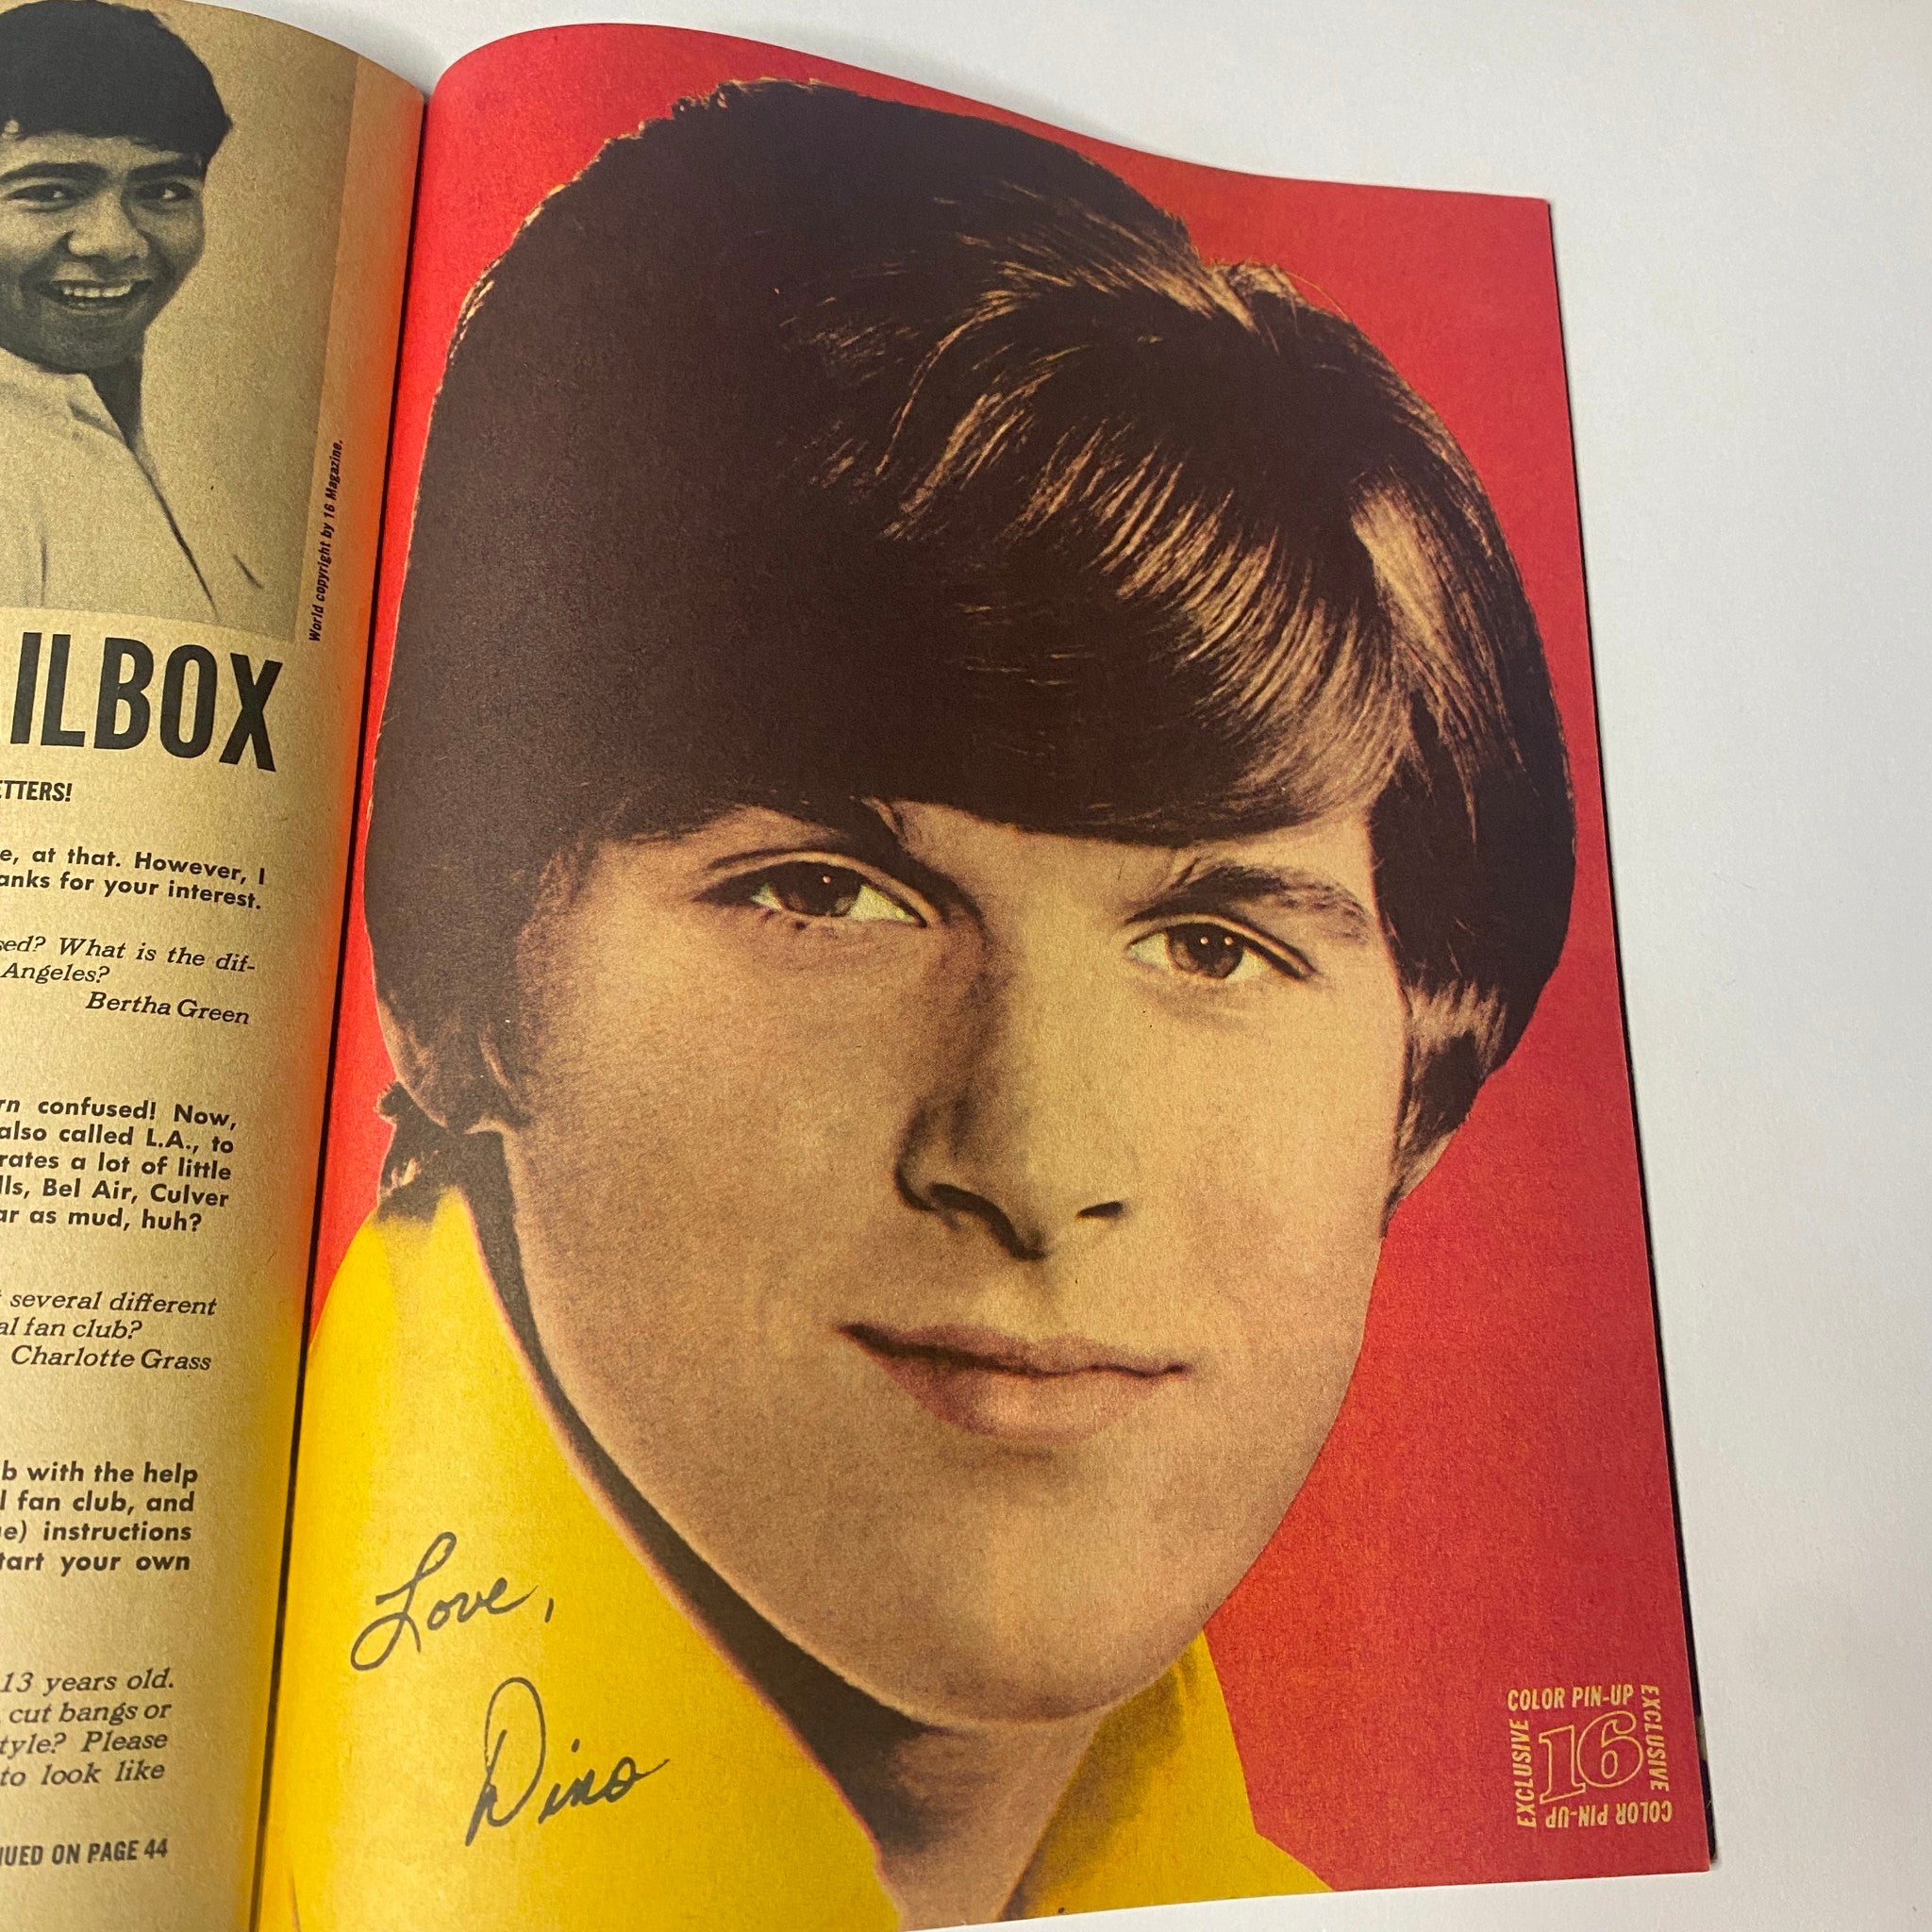 World copyright by 16 Magazine.
ILBOX
ETTERS!
e, at that. However, I
anks for your interest.
sed? What is the dif-
Angeles?
Bertha Green
rn confused! Now,
also called L.A., to
rates a lot of little
lls, Bel Air, Culver
ar as mud, huh?
several different
al fan club?
Charlotte Grass
b with the help
l fan club, and
ne) instructions
tart your own
13 years old.
cut bangs or
tyle? Please
to look like
NUED ON PAGE 44
Love,
Dino
COLOR PIN-UP
EXCLUSIVE
16
EXCLUSIVE
COLOR PIN-UP